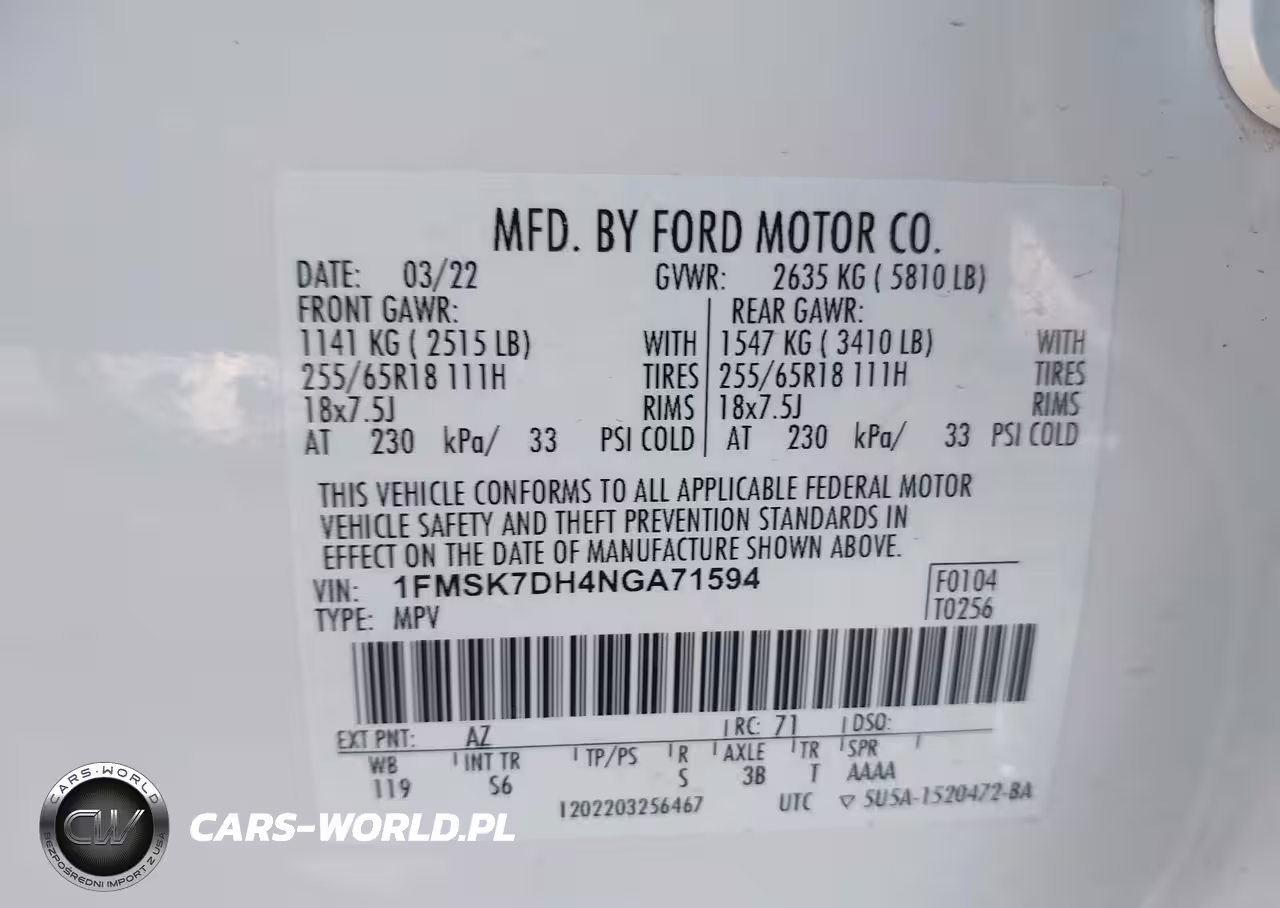 MFD. BY FORD MOTOR CO.
DATE: 03/22 GVWR: 2635 KG ( 5810 LB)
FRONT GAWR: REAR GAWR:
1141 KG ( 2515 LB) WITH 1547 KG ( 3410 LB) WITH
255/65R18 111H TIRES 255/65R18 111H TIRES
18x7.5J RIMS 18x7.5J RIMS
AT 230 kPa/ 33 PSI COLD AT 230 kPa/ 33 PSI COLD
THIS VEHICLE CONFORMS TO ALL APPLICABLE FEDERAL MOTOR
VEHICLE SAFETY AND THEFT PREVENTION STANDARDS IN
EFFECT ON THE DATE OF MANUFACTURE SHOWN ABOVE.
VIN: 1FMSK7DH4NGA71594 F0104
TYPE: MPV T0256
EXT PNT: AZ RC: 71 DSO:
WB INT TR TP/PS R AXLE TR SPR
119 S6 S 3B T AAAA
1202203256467 UTC ▽ 5U5A-1520472-BA
CARS-WORLD
CW
BEZPOŚREDNI IMPORT Z USA
CARS-WORLD.PL